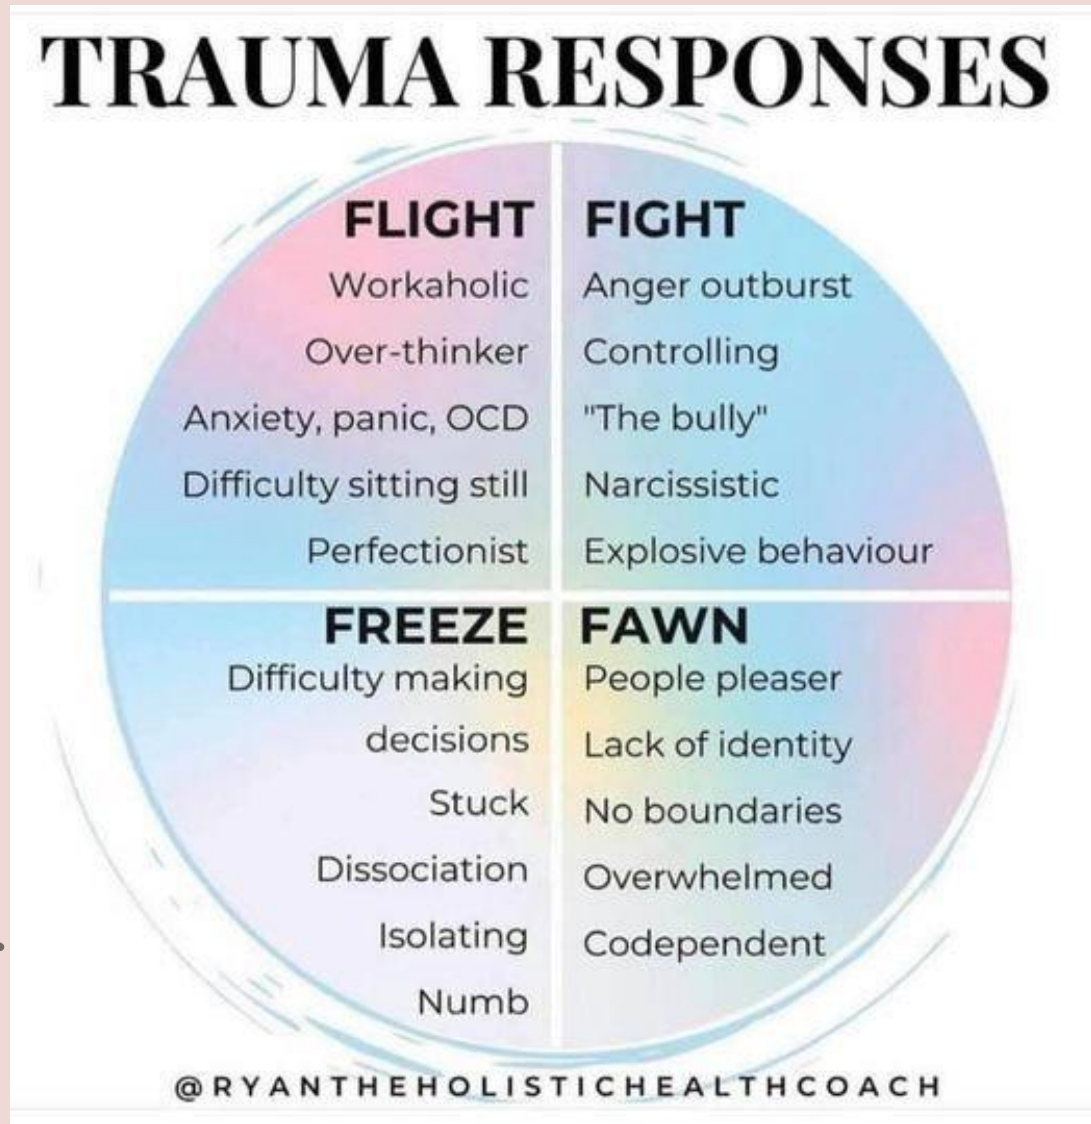 TRAUMA RESPONSES
FLIGHT
Workaholic
Over-thinker
Anxiety, panic, OCD
Difficulty sitting still
Perfectionist
FIGHT
Anger outburst
Controlling
"The bully"
Narcissistic
Explosive behaviour
FREEZE
Difficulty making
decisions
Stuck
Dissociation
Isolating
Numb
FAWN
People pleaser
Lack of identity
No boundaries
Overwhelmed
Codependent
@RYANTHEHOLISTICHEALTHCOACH